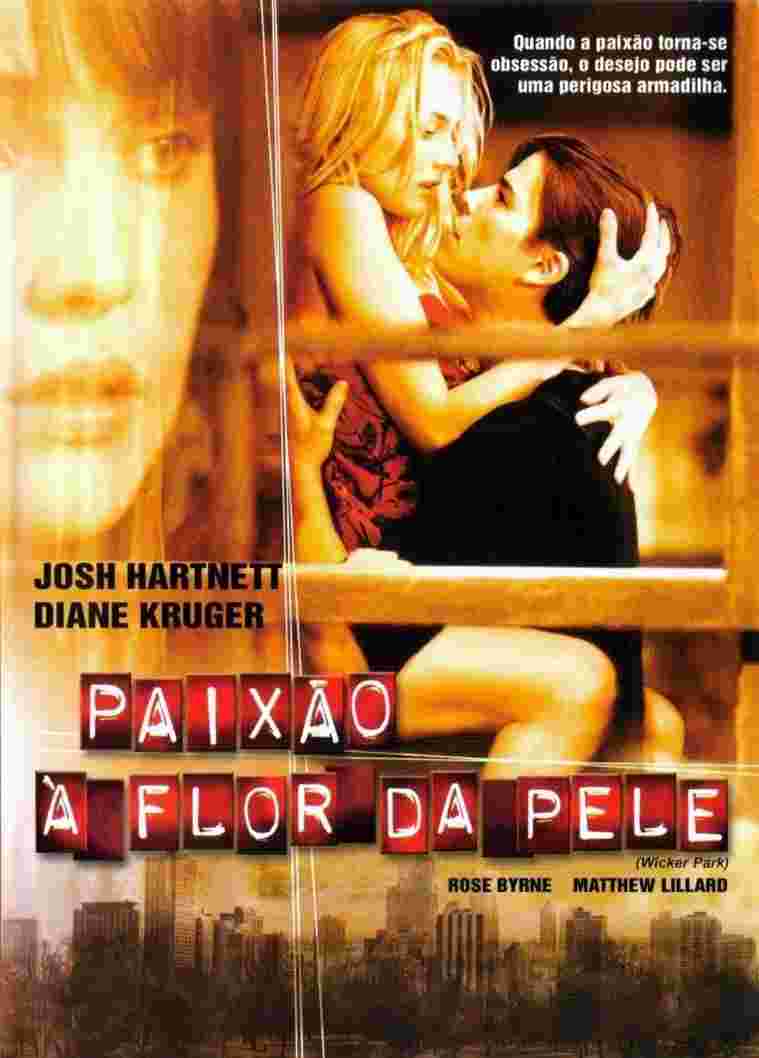 Quando a paixão torna-se
obsessão, o desejo pode ser
uma perigosa armadilha.
JOSH HARTNETT
DIANE KRUGER
PAIXÃO
À FLOR DA PELE
(Wicker Park)
ROSE BYRNE MATTHEW LILLARD